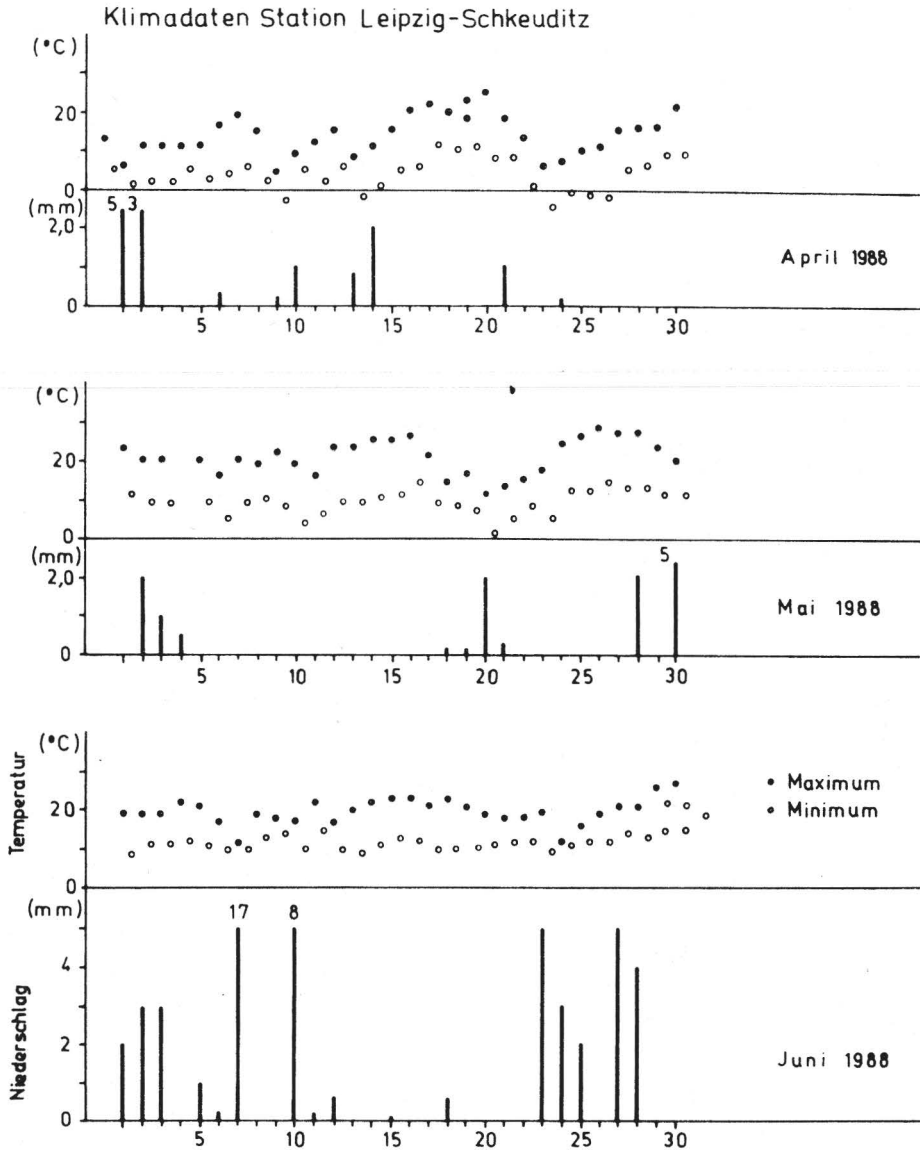 Klimadaten Station Leipzig-Schkeuditz
(°C)
20
0
(mm)
5 3
2,0
0
April 1988
5 10 15 20 25 30
(°C)
20
0
(mm)
5
2,0
0
Mai 1988
5 10 15 20 25 30
Temperatur
(°C)
20
0
• Maximum
• Minimum
Niederschlag
(mm)
17 8
4
2
0
Juni 1988
5 10 15 20 25 30